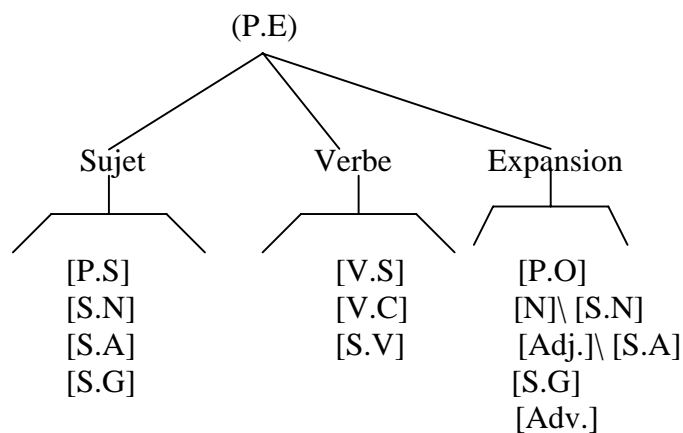 (P.E)
Sujet Verbe Expansion
[P.S] [V.S] [P.O]
[S.N] [V.C] [N]\ [S.N]
[S.A] [S.V] [Adj.]\ [S.A]
[S.G] [S.G]
[Adv.]